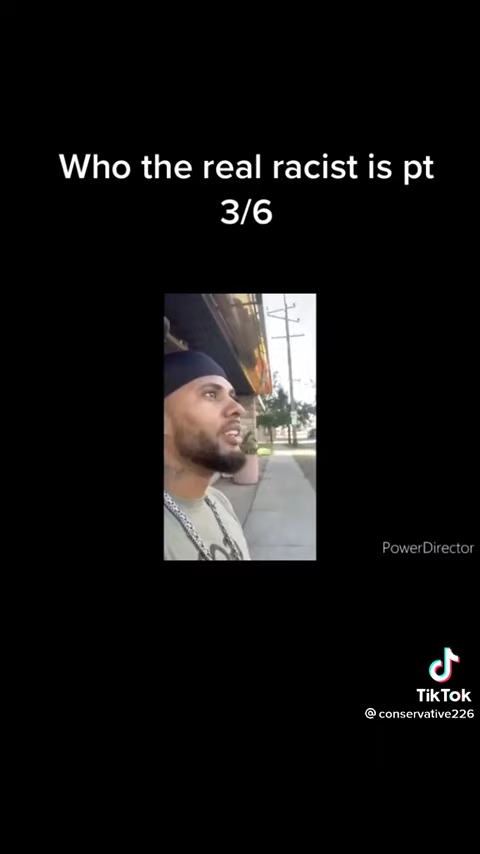 Who the real racist is pt
3/6
PowerDirector
TikTok
@conservative226